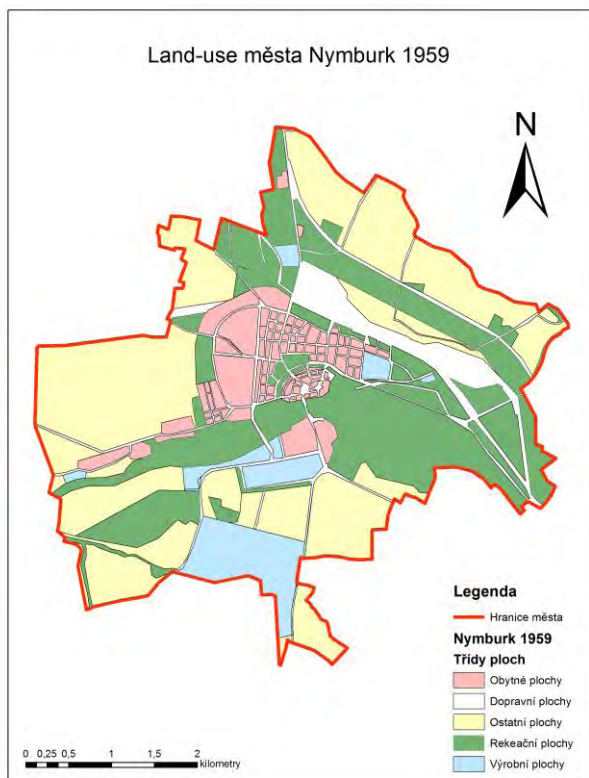 Land-use města Nymburk 1959
N
Legenda
Hranice města
Nymburk 1959
Třídy ploch
Obytné plochy
Dopravní plochy
Ostatní plochy
Rekeační plochy
Výrobní plochy
0 0,25 0,5 1 1,5 2
kilometry